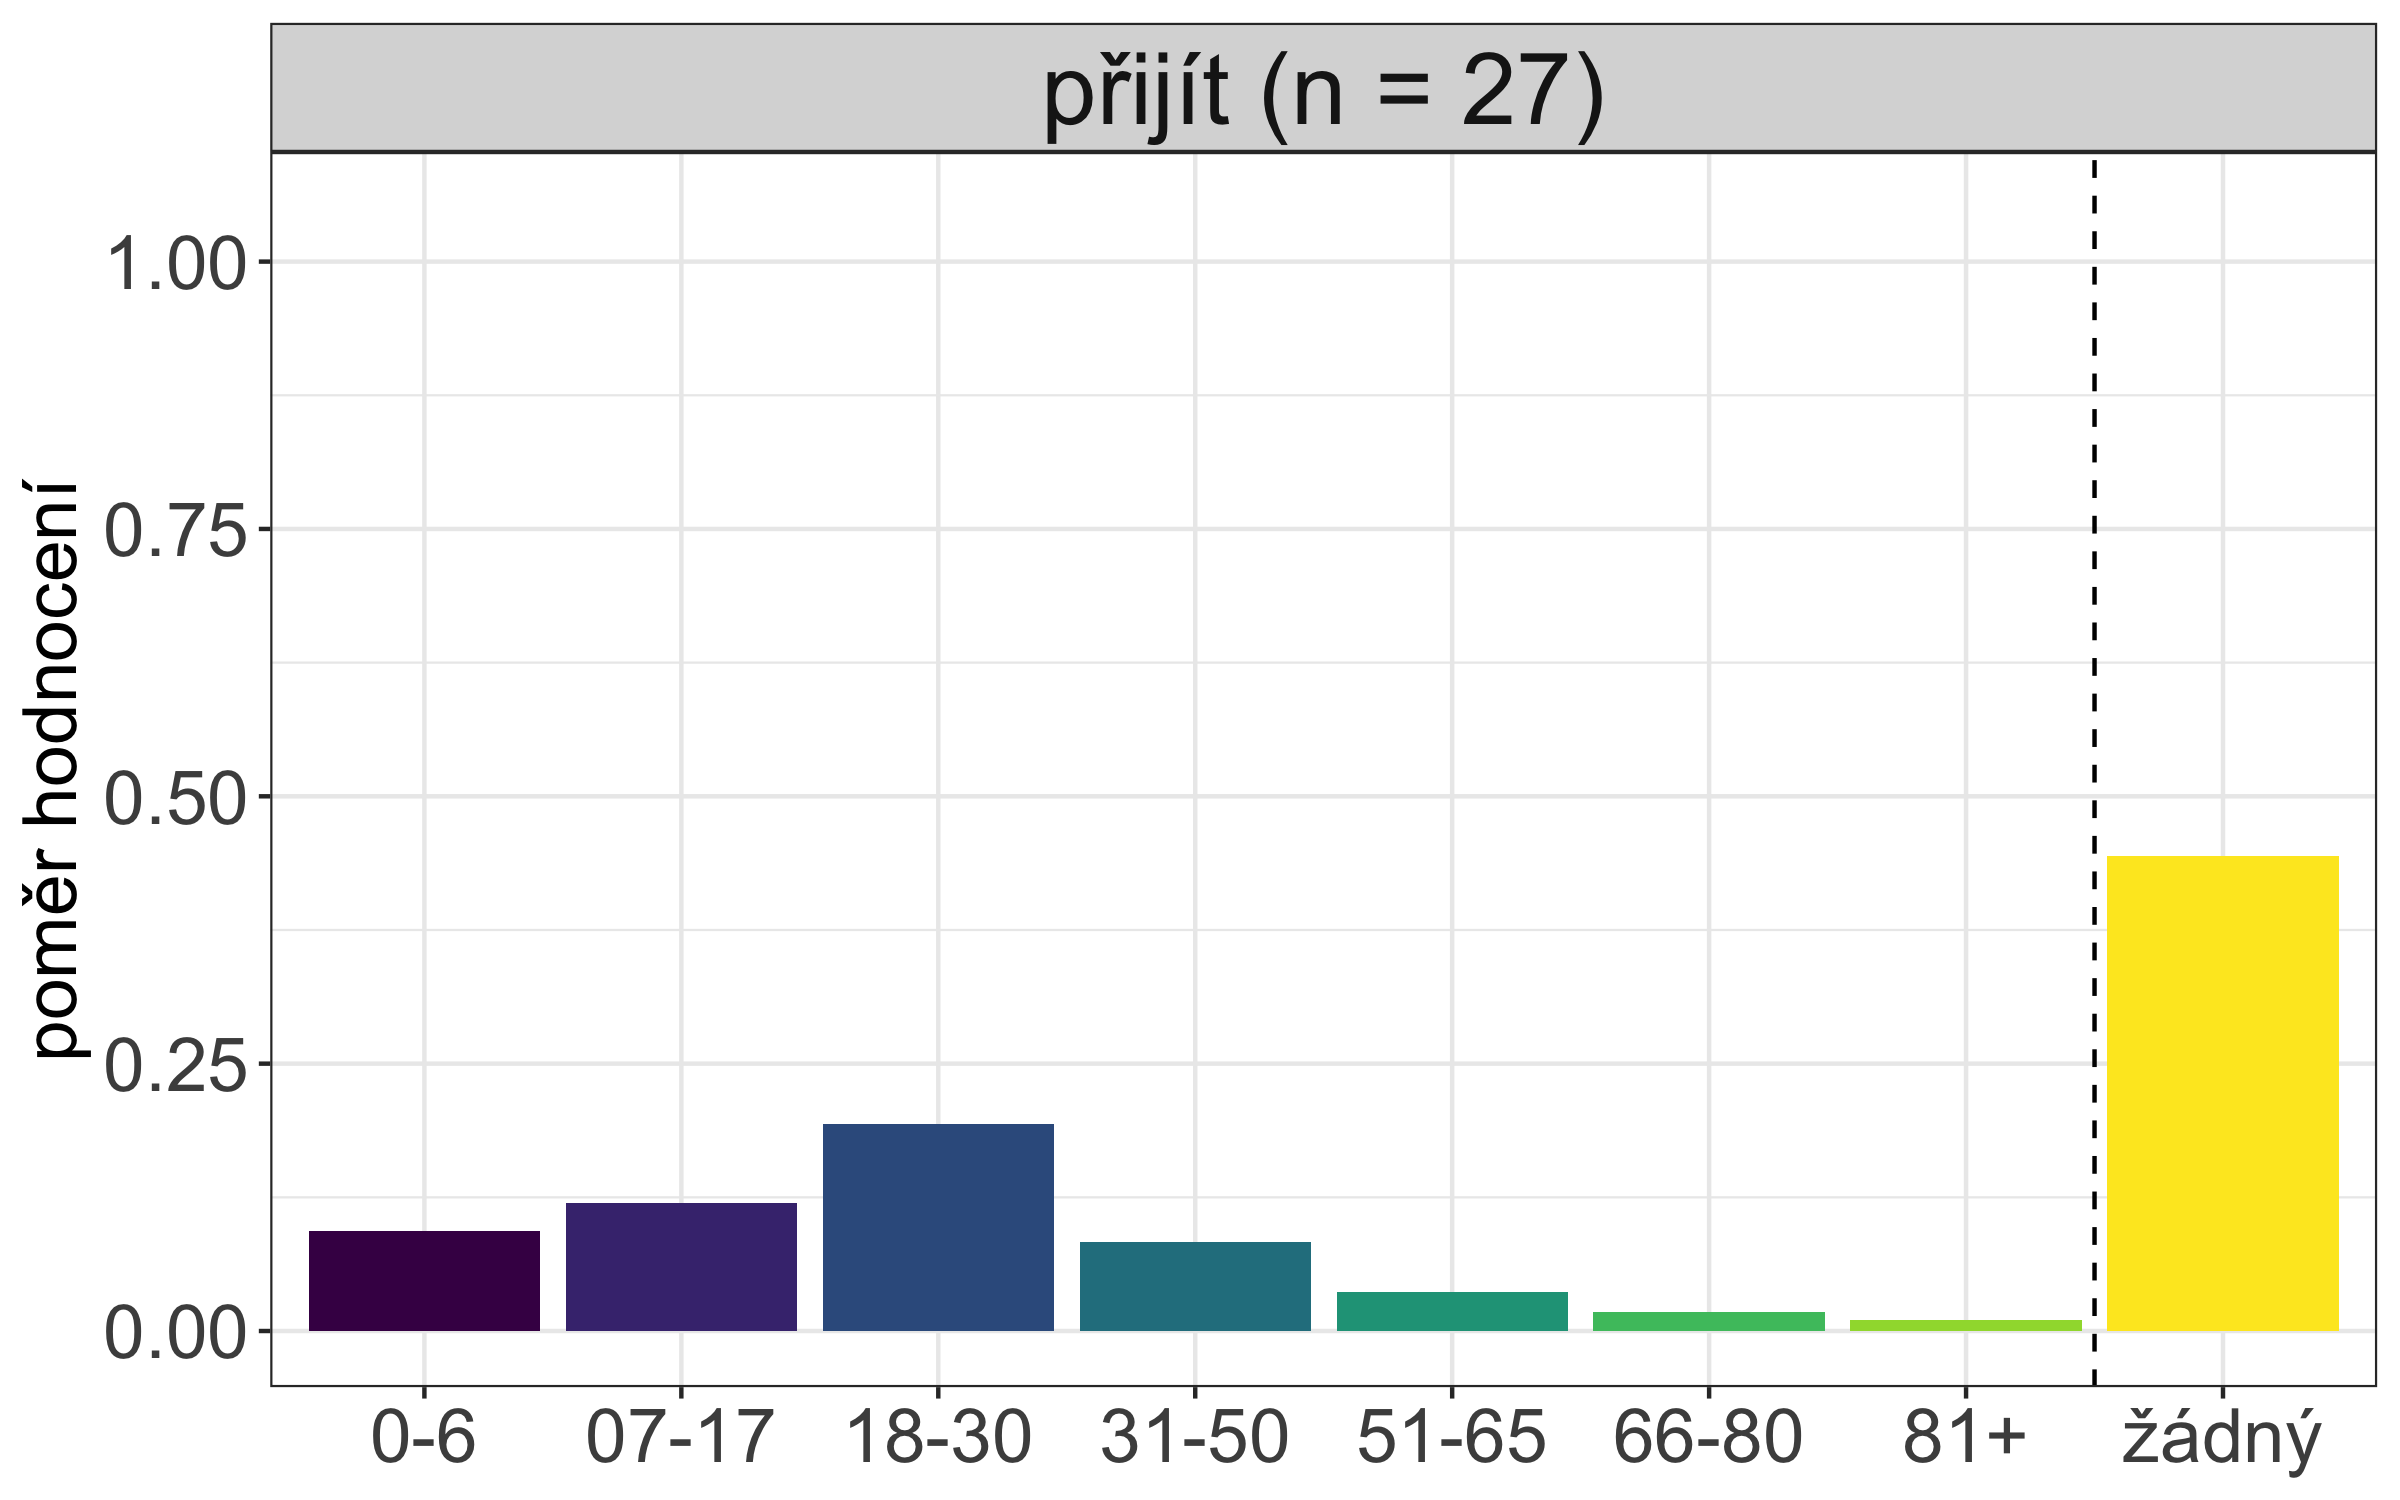 přijít (n = 27)
poměr hodnocení
1.00
0.75
0.50
0.25
0.00
0-6 07-17 18-30 31-50 51-65 66-80 81+ žádný